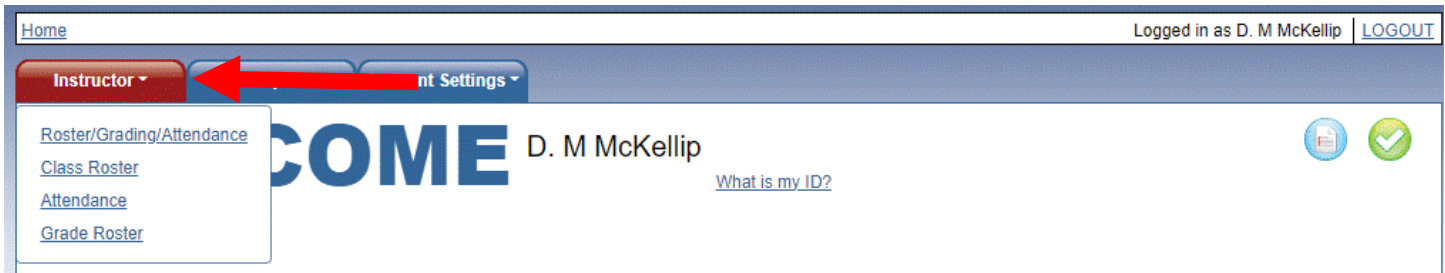 Home Logged in as D. M McKellip LOGOUT
Instructor nt Settings
Roster/Grading/Attendance
COME D. M McKellip
Class Roster
What is my ID?
Attendance
Grade Roster